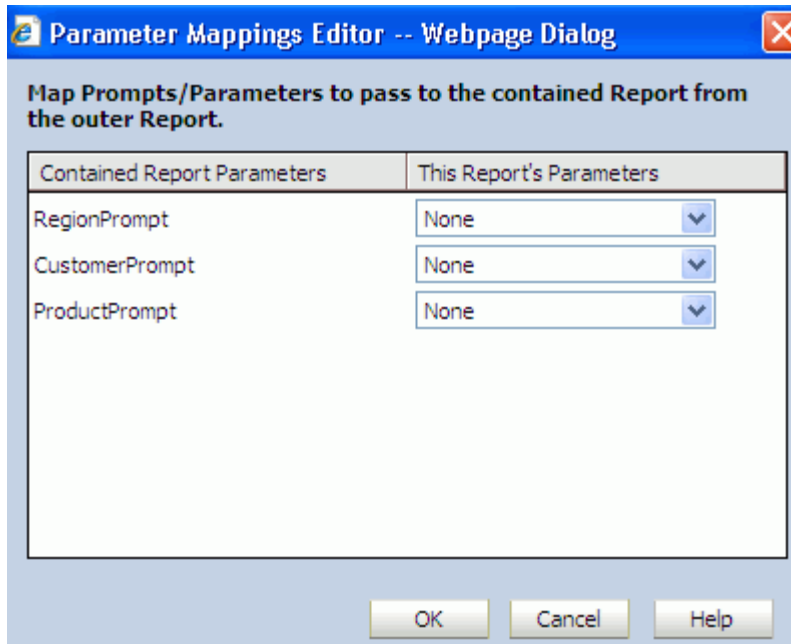 Parameter Mappings Editor -- Webpage Dialog
Map Prompts/Parameters to pass to the contained Report from
the outer Report.
Contained Report Parameters This Report's Parameters
RegionPrompt None
CustomerPrompt None
ProductPrompt None
OK Cancel Help